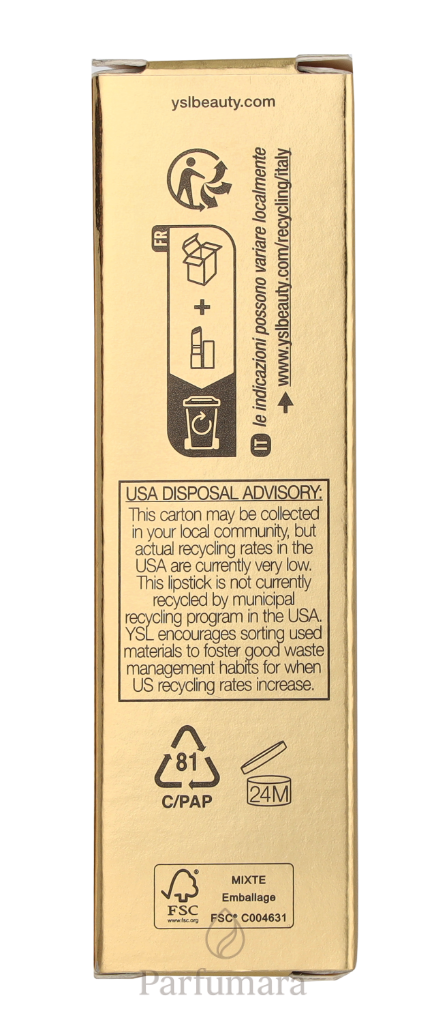 yslbeauty.com
FR
+
IT le indicazioni possono variare localmente
www.yslbeauty.com/recycling/italy
USA DISPOSAL ADVISORY:
This carton may be collected
in your local community, but
actual recycling rates in the
USA are currently very low.
This lipstick is not currently
recycled by municipal
recycling program in the USA.
YSL encourages sorting used
materials to foster good waste
management habits for when
US recycling rates increase.
81
C/PAP
24M
FSC®
www.fsc.org
MIXTE
Emballage
FSC® C004631
Parfumara